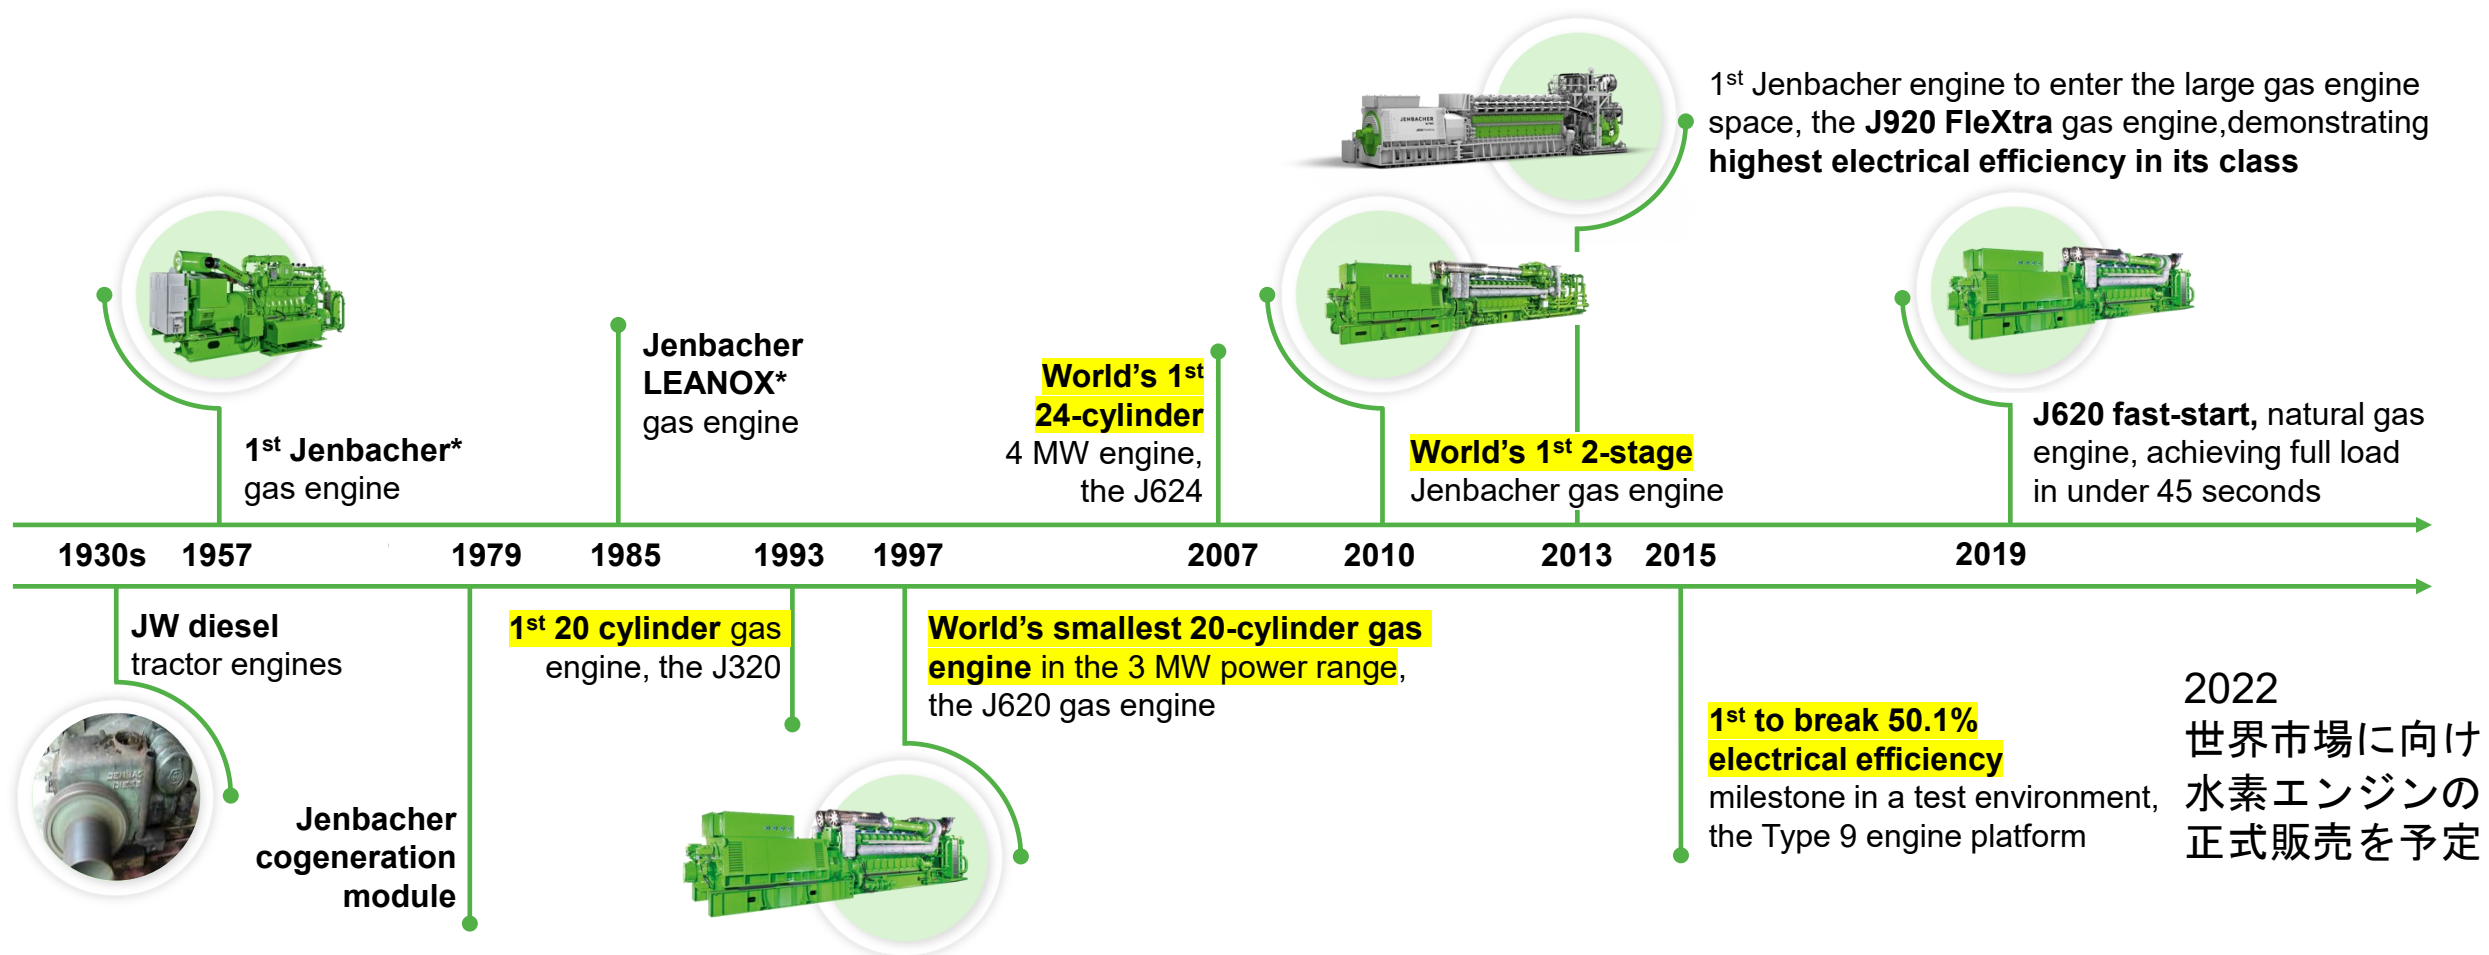 1st Jenbacher engine to enter the large gas engine
space, the J920 FleXtra gas engine,demonstrating
highest electrical efficiency in its class
JENBACHER
Jenbacher
LEANOX*
gas engine
World's 1st
24-cylinder
4 MW engine,
the J624
1st Jenbacher*
gas engine
World's 1st 2-stage
Jenbacher gas engine
J620 fast-start, natural gas
engine, achieving full load
in under 45 seconds
1930s 1957 1979 1985 1993 1997 2007 2010 2013 2015 2019
JW diesel
tractor engines
1st 20 cylinder gas
engine, the J320
World's smallest 20-cylinder gas
engine in the 3 MW power range,
the J620 gas engine
Jenbacher
cogeneration
module
1st to break 50.1%
electrical efficiency
milestone in a test environment,
the Type 9 engine platform
2022
世界市場に向け
水素エンジンの
正式販売を予定